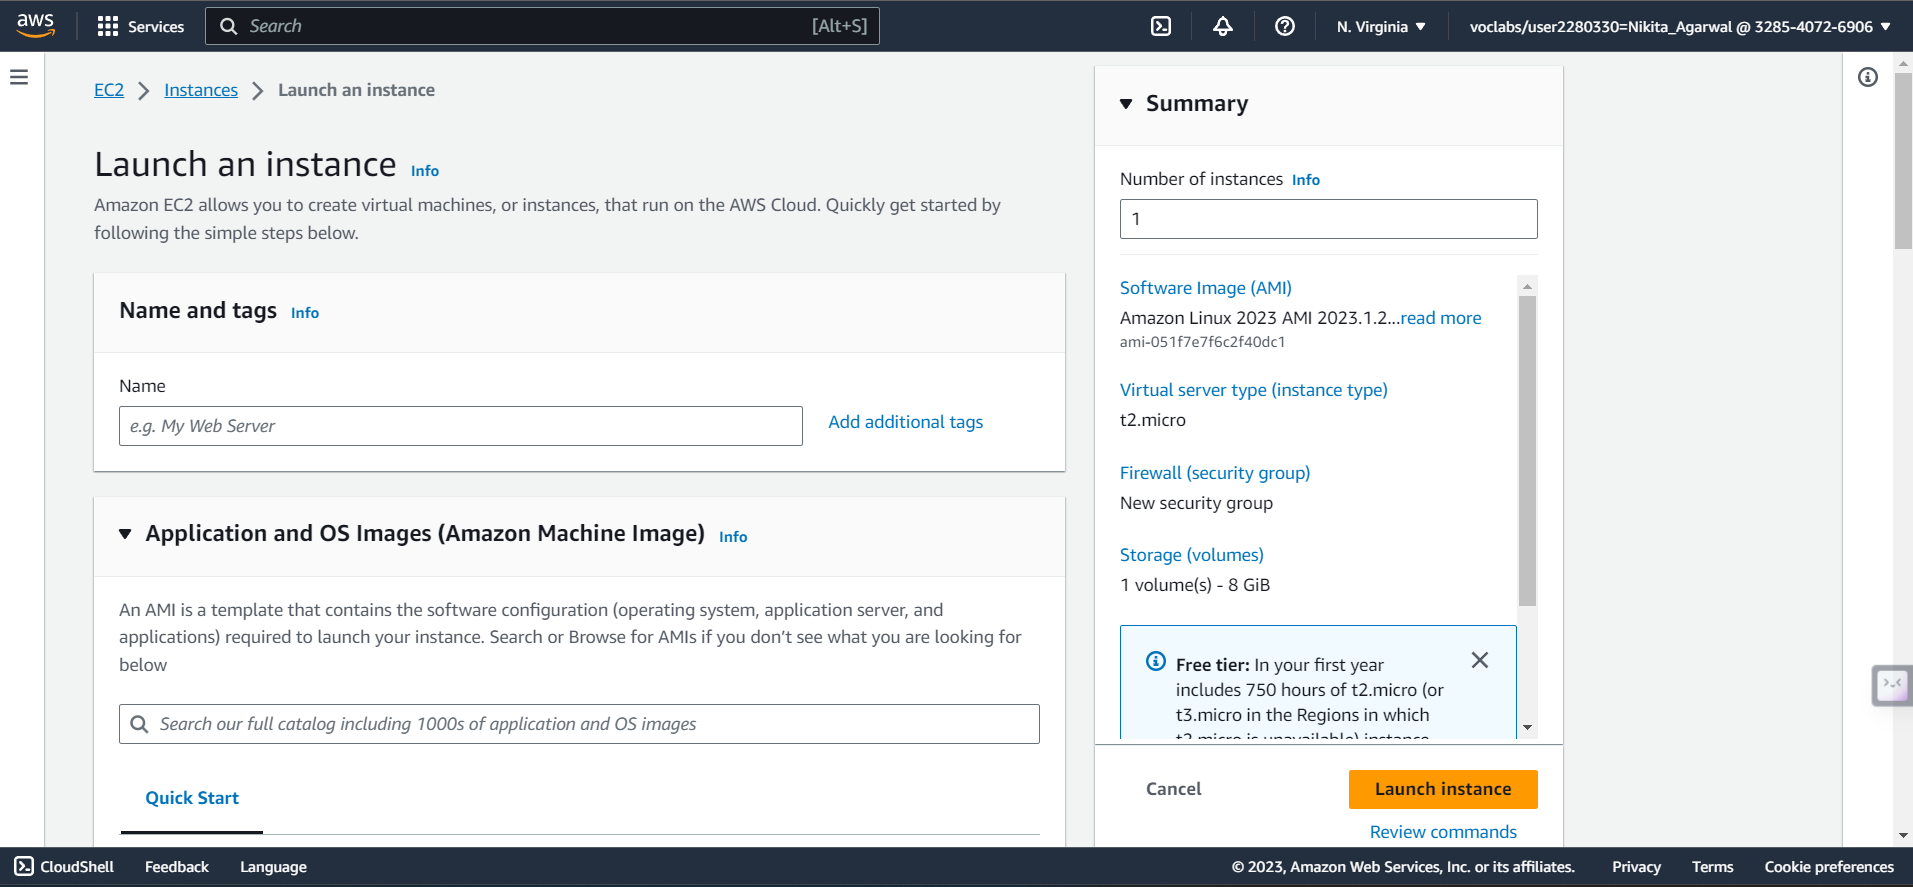 aws
Services
Search
[Alt+S]
N. Virginia
voclabs/user2280330=Nikita_Agarwal @ 3285-4072-6906
EC2
Instances
Launch an instance
Launch an instance Info
Amazon EC2 allows you to create virtual machines, or instances, that run on the AWS Cloud. Quickly get started by
following the simple steps below.
Name and tags Info
Name
e.g. My Web Server
Add additional tags
Application and OS Images (Amazon Machine Image) Info
An AMI is a template that contains the software configuration (operating system, application server, and
applications) required to launch your instance. Search or Browse for AMIs if you don’t see what you are looking for
below
Search our full catalog including 1000s of application and OS images
Quick Start
Summary
Number of instances Info
1
Software Image (AMI)
Amazon Linux 2023 AMI 2023.1.2...read more
ami-051f7e7f6c2f40dc1
Virtual server type (instance type)
t2.micro
Firewall (security group)
New security group
Storage (volumes)
1 volume(s) - 8 GiB
Free tier: In your first year
includes 750 hours of t2.micro (or
t3.micro in the Regions in which
t2.micro is unavailable) instance
Cancel
Launch instance
Review commands
CloudShell
Feedback
Language
© 2023, Amazon Web Services, Inc. or its affiliates.
Privacy
Terms
Cookie preferences